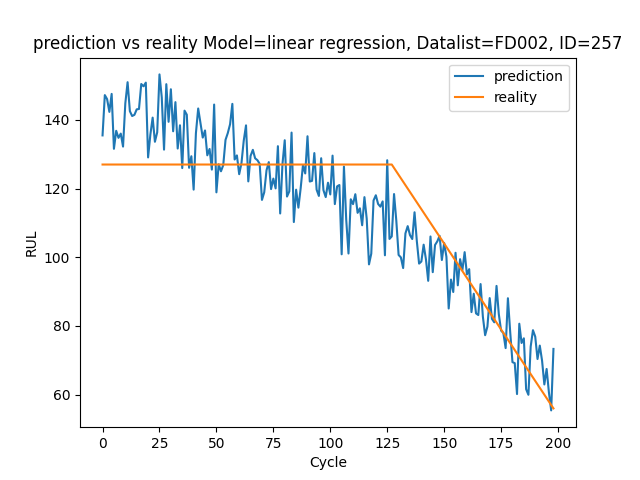 prediction vs reality Model=linear regression, Datalist=FD002, ID=257
prediction
reality
RUL
140
120
100
80
60
0 25 50 75 100 125 150 175 200
Cycle